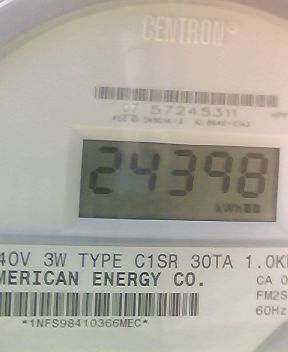 CENTRON®
07 57245311
24398
kWh
40V 3W TYPE C1SR 30TA 1.0K
MERICAN ENERGY CO.
CA 0
FM2S
60Hz
*1NFS98410366MEC*